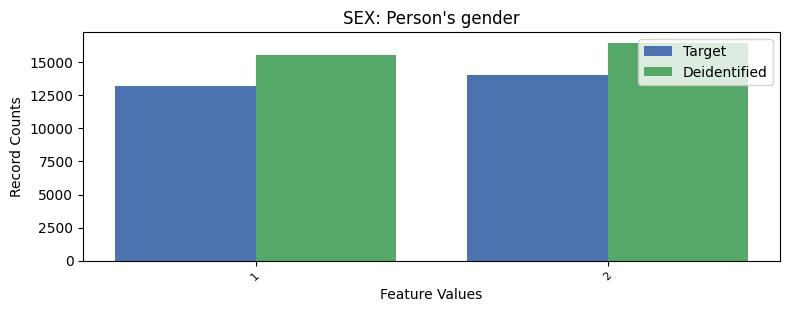 SEX: Person's gender
Target
Deidentified
Record Counts
15000
12500
10000
7500
5000
2500
0
1
2
Feature Values